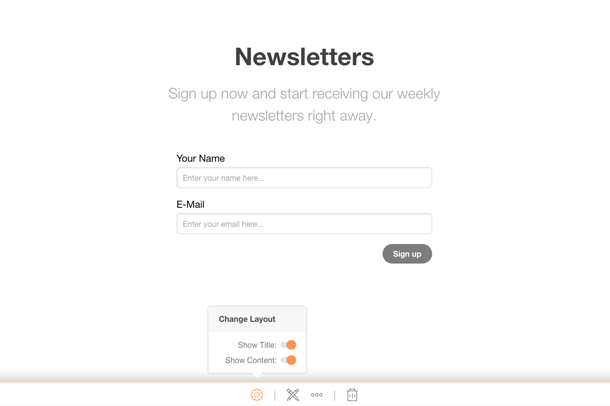 Newsletters
Sign up now and start receiving our weekly
newsletters right away.
Your Name
Enter your name here...
E-Mail
Enter your email here...
Sign up
Change Layout
Show Title:
Show Content: